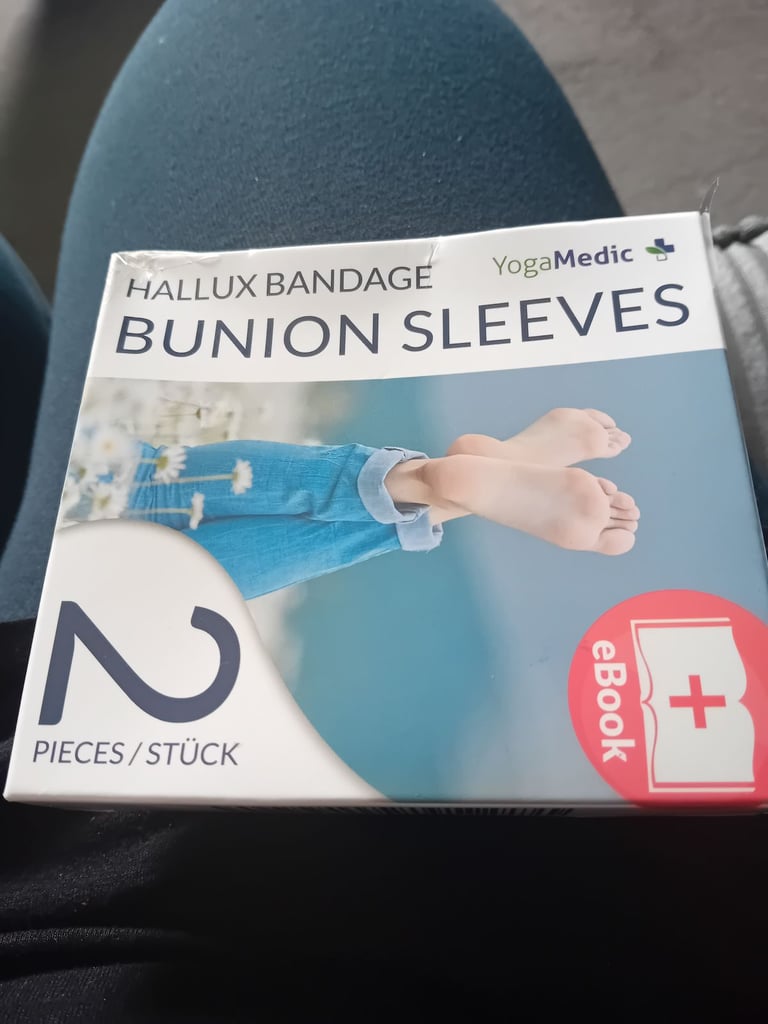 HALLUX BANDAGE
YogaMedic
BUNION SLEEVES
2
PIECES / STÜCK
eBook